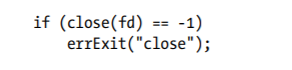 if (close(fd) == -1)
    errExit("close");